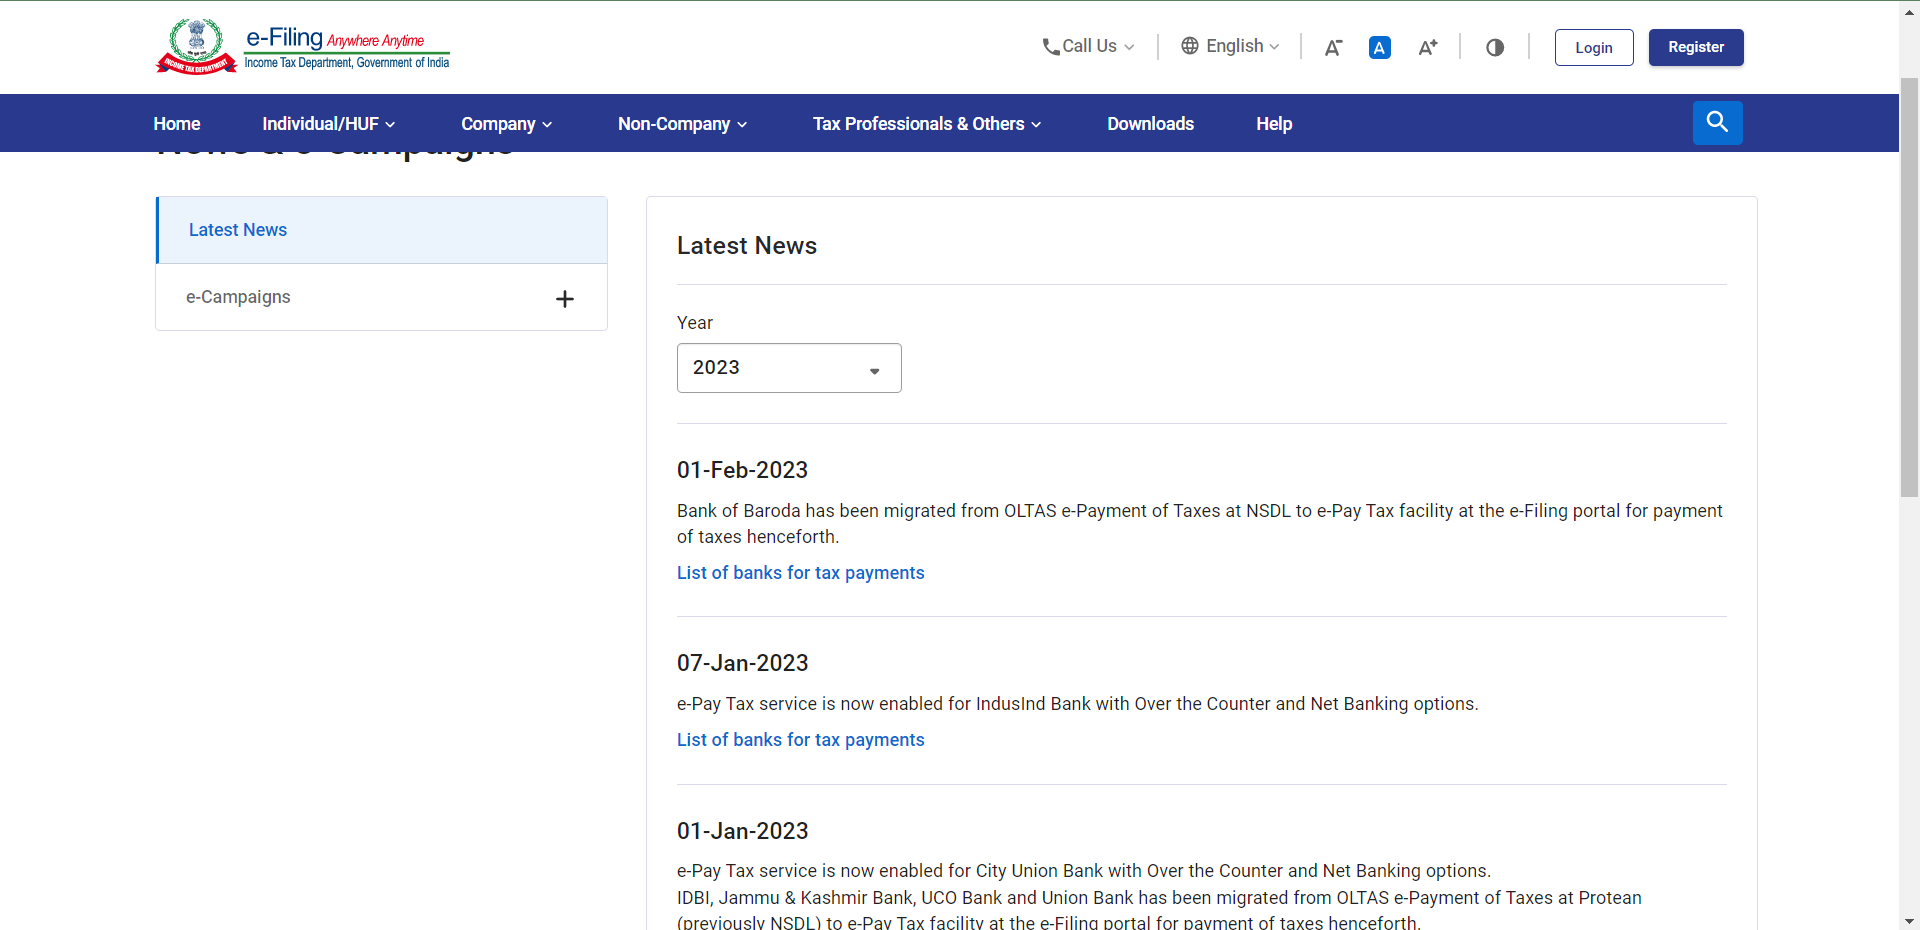 e-Filing Anywhere Anytime
Income Tax Department, Government of India
INCOME TAX DEPARTMENT
Call Us
English
A-
A
A+
Login
Register
Home
Individual/HUF
Company
Non-Company
Tax Professionals & Others
Downloads
Help
News & e-Campaigns
Latest News
e-Campaigns
Latest News
Year
2023
01-Feb-2023
Bank of Baroda has been migrated from OLTAS e-Payment of Taxes at NSDL to e-Pay Tax facility at the e-Filing portal for payment
of taxes henceforth.
List of banks for tax payments
07-Jan-2023
e-Pay Tax service is now enabled for IndusInd Bank with Over the Counter and Net Banking options.
List of banks for tax payments
01-Jan-2023
e-Pay Tax service is now enabled for City Union Bank with Over the Counter and Net Banking options.
IDBI, Jammu & Kashmir Bank, UCO Bank and Union Bank has been migrated from OLTAS e-Payment of Taxes at Protean
(previously NSDL) to e-Pay Tax facility at the e-Filing portal for payment of taxes henceforth.